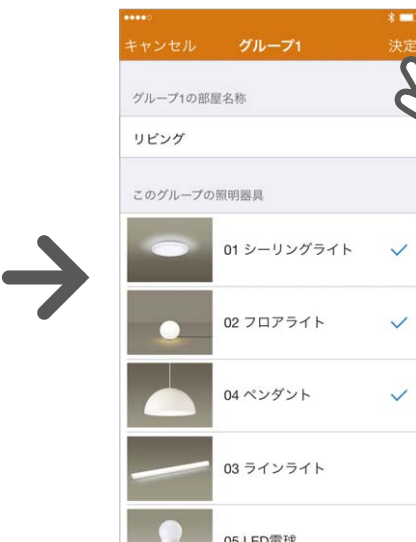 キャンセル グループ1 決定
グループ1の部屋名称
リビング
このグループの照明器具
01 シーリングライト
02 フロアライト
04 ペンダント
03 ラインライト
05 LED電球